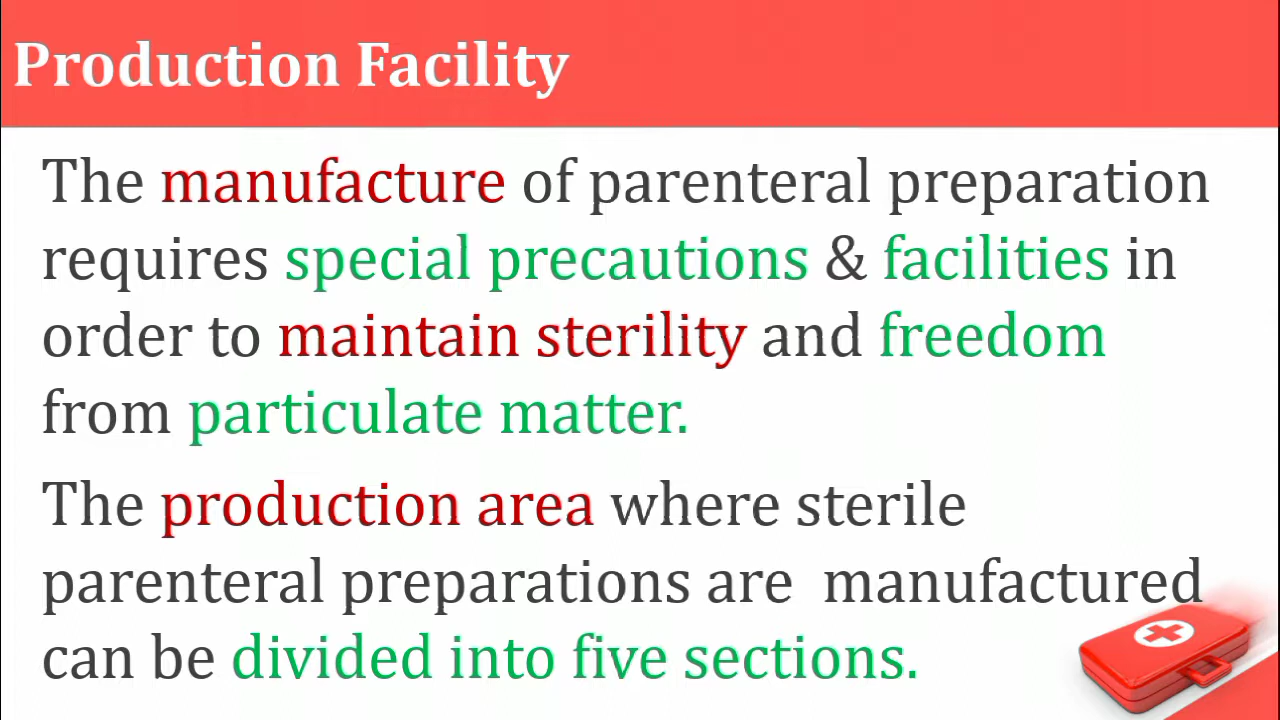 Production Facility
The manufacture of parenteral preparation
requires special precautions & facilities in
order to maintain sterility and freedom
from particulate matter.
The production area where sterile
parenteral preparations are  manufactured
can be divided into five sections.